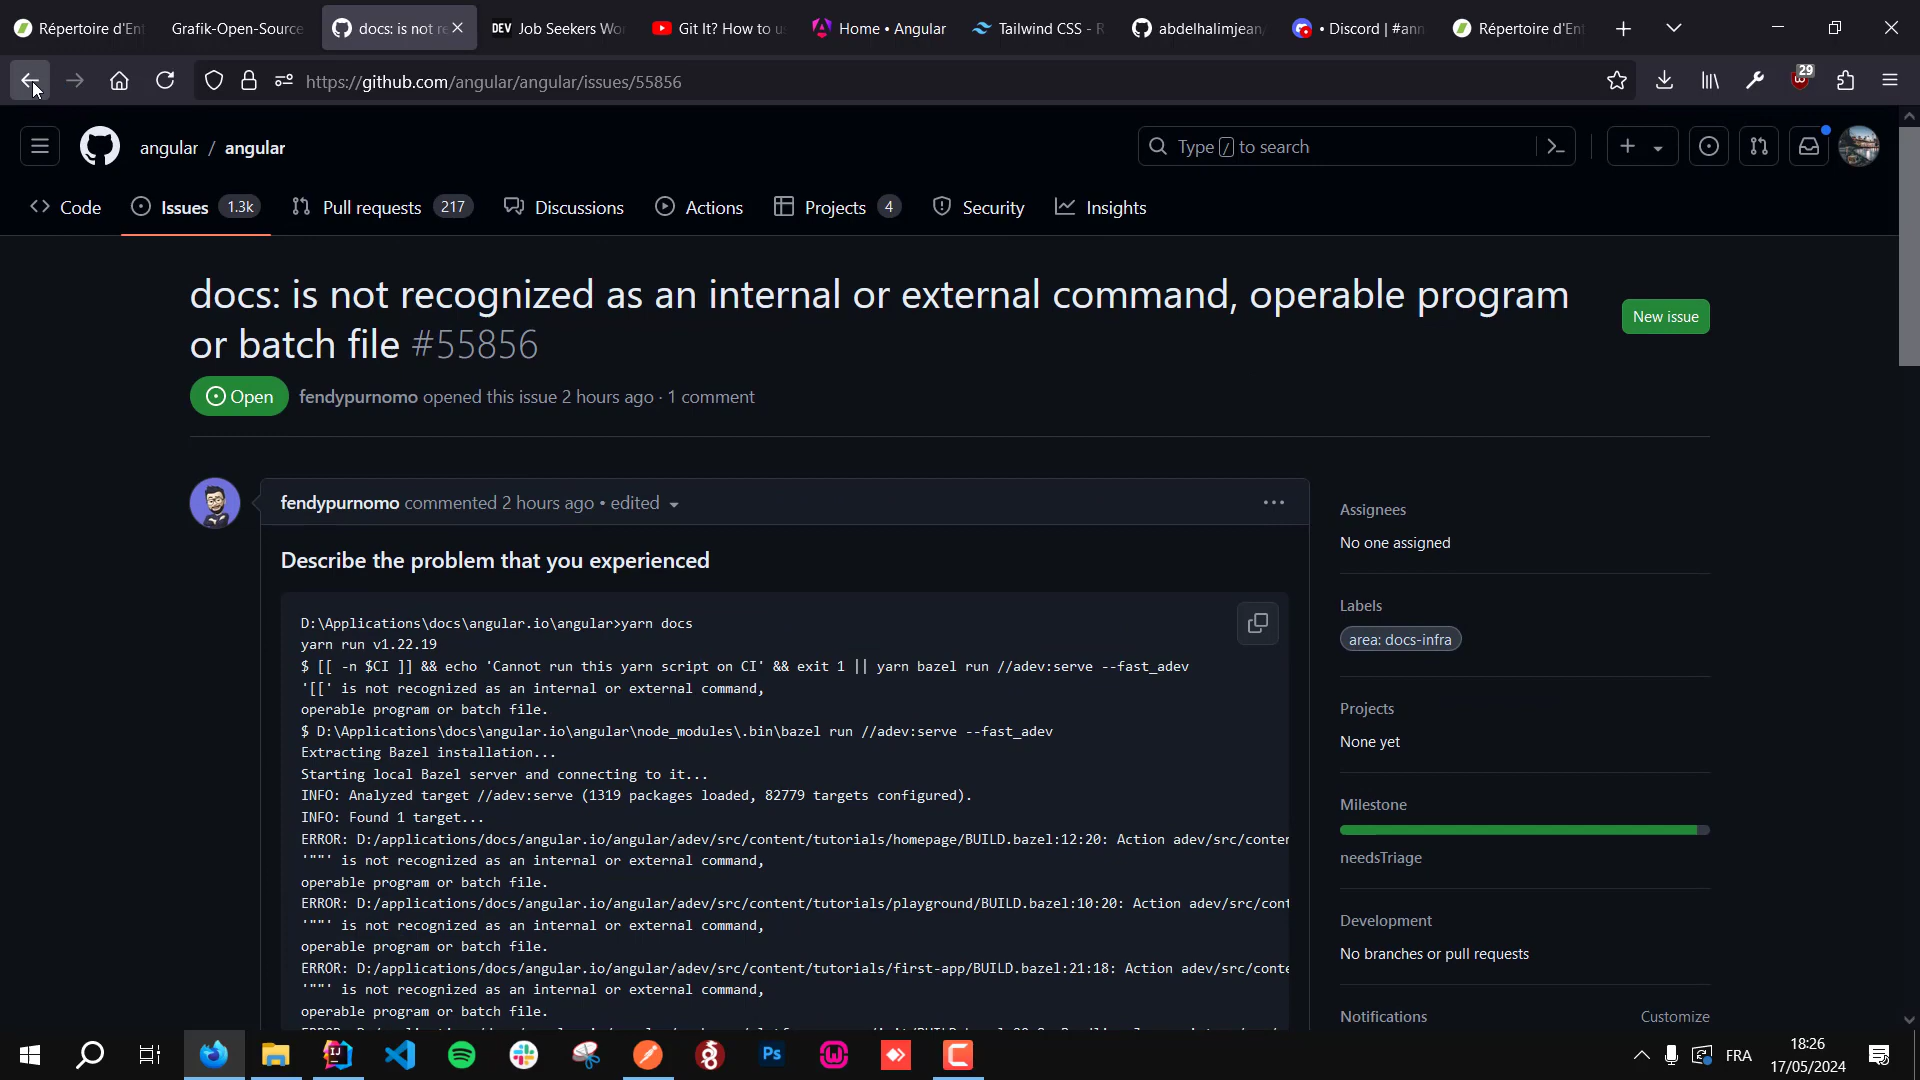 Répertoire d'En
Grafik-Open-Source
docs: is not re
DEV Job Seekers Wo
Git It? How to u
Home • Angular
Tailwind CSS - R
abdelhalimjean/
• Discord | #ann
Répertoire d'En
https://github.com/angular/angular/issues/55856
29
angular / angular
Type / to search
Code
Issues 1.3k
Pull requests 217
Discussions
Actions
Projects 4
Security
Insights
docs: is not recognized as an internal or external command, operable program
or batch file #55856
New issue
Open
fendypurnomo opened this issue 2 hours ago · 1 comment
fendypurnomo commented 2 hours ago • edited
Describe the problem that you experienced
D:\Applications\docs\angular.io\angular>yarn docs
yarn run v1.22.19
$ [[ -n $CI ]] && echo 'Cannot run this yarn script on CI' && exit 1 || yarn bazel run //adev:serve --fast_adev
'[[' is not recognized as an internal or external command,
operable program or batch file.
$ D:\Applications\docs\angular.io\angular\node_modules\.bin\bazel run //adev:serve --fast_adev
Extracting Bazel installation...
Starting local Bazel server and connecting to it...
INFO: Analyzed target //adev:serve (1319 packages loaded, 82779 targets configured).
INFO: Found 1 target...
ERROR: D:/applications/docs/angular.io/angular/adev/src/content/tutorials/homepage/BUILD.bazel:12:20: Action adev/src/conten
'""' is not recognized as an internal or external command,
operable program or batch file.
ERROR: D:/applications/docs/angular.io/angular/adev/src/content/tutorials/playground/BUILD.bazel:10:20: Action adev/src/cont
'""' is not recognized as an internal or external command,
operable program or batch file.
ERROR: D:/applications/docs/angular.io/angular/adev/src/content/tutorials/first-app/BUILD.bazel:21:18: Action adev/src/conte
'""' is not recognized as an internal or external command,
operable program or batch file.
Assignees
No one assigned
Labels
area: docs-infra
Projects
None yet
Milestone
needsTriage
Development
No branches or pull requests
Notifications
Customize
Ps
FRA
18:26
17/05/2024